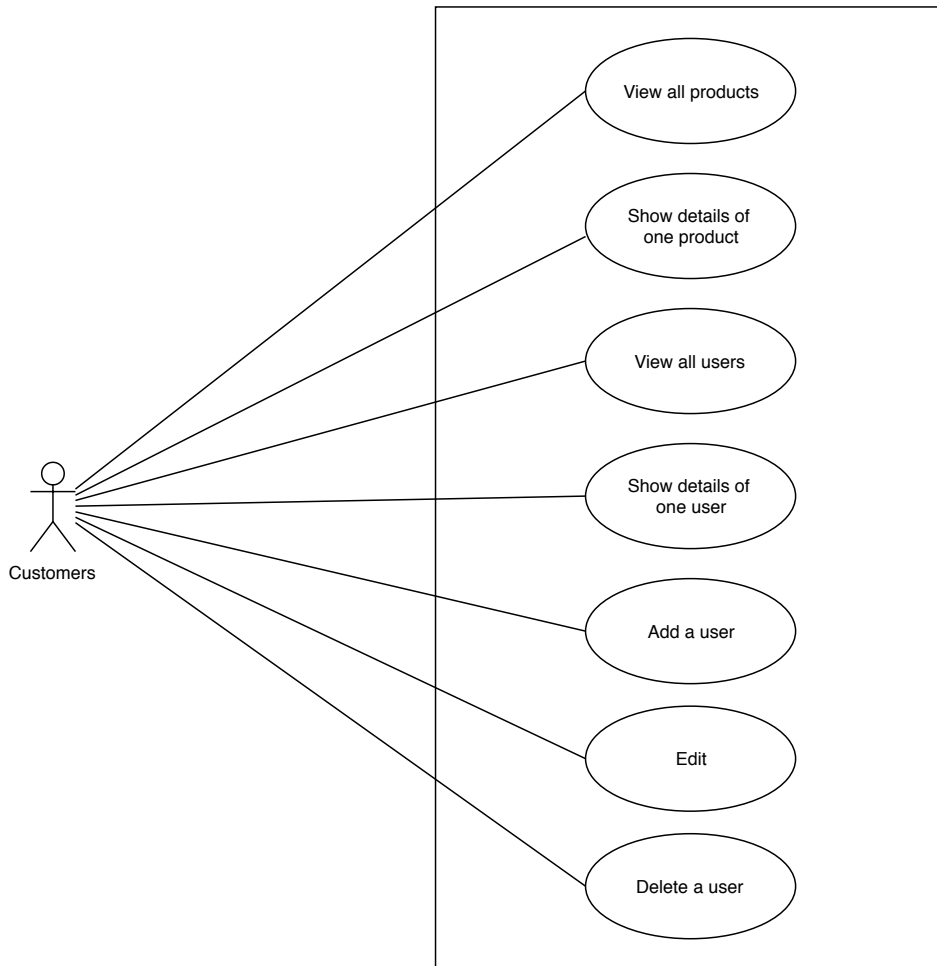 View all products
Show details of
one product
View all users
Show details of
one user
Customers
Add a user
Edit
Delete a user